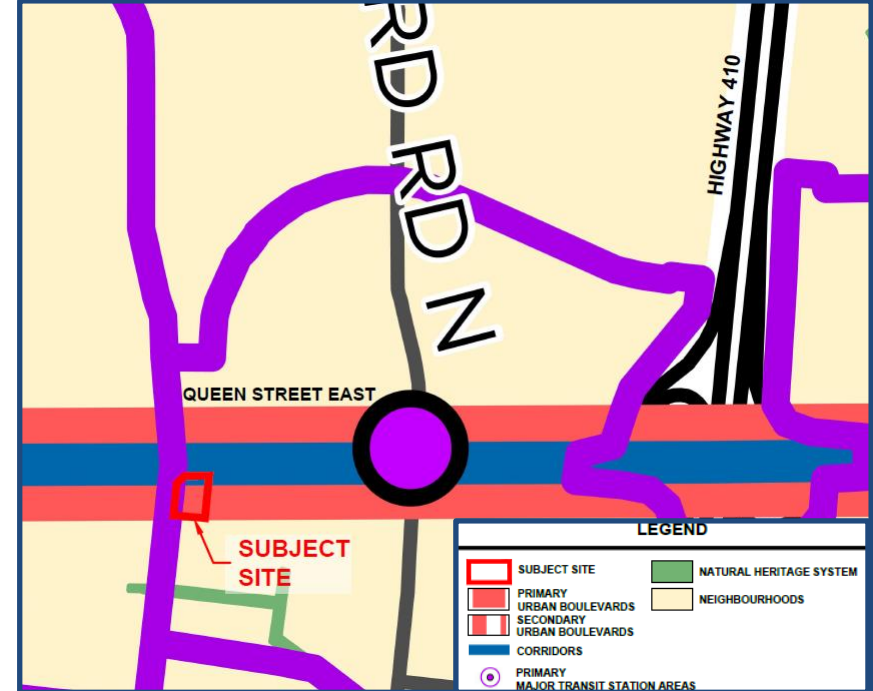 RD RD N
HIGHWAY 410
QUEEN STREET EAST
SUBJECT
SITE
LEGEND
SUBJECT SITE
PRIMARY
URBAN BOULEVARDS
SECONDARY
URBAN BOULEVARDS
CORRIDORS
PRIMARY
MAJOR TRANSIT STATION AREAS
NATURAL HERITAGE SYSTEM
NEIGHBOURHOODS